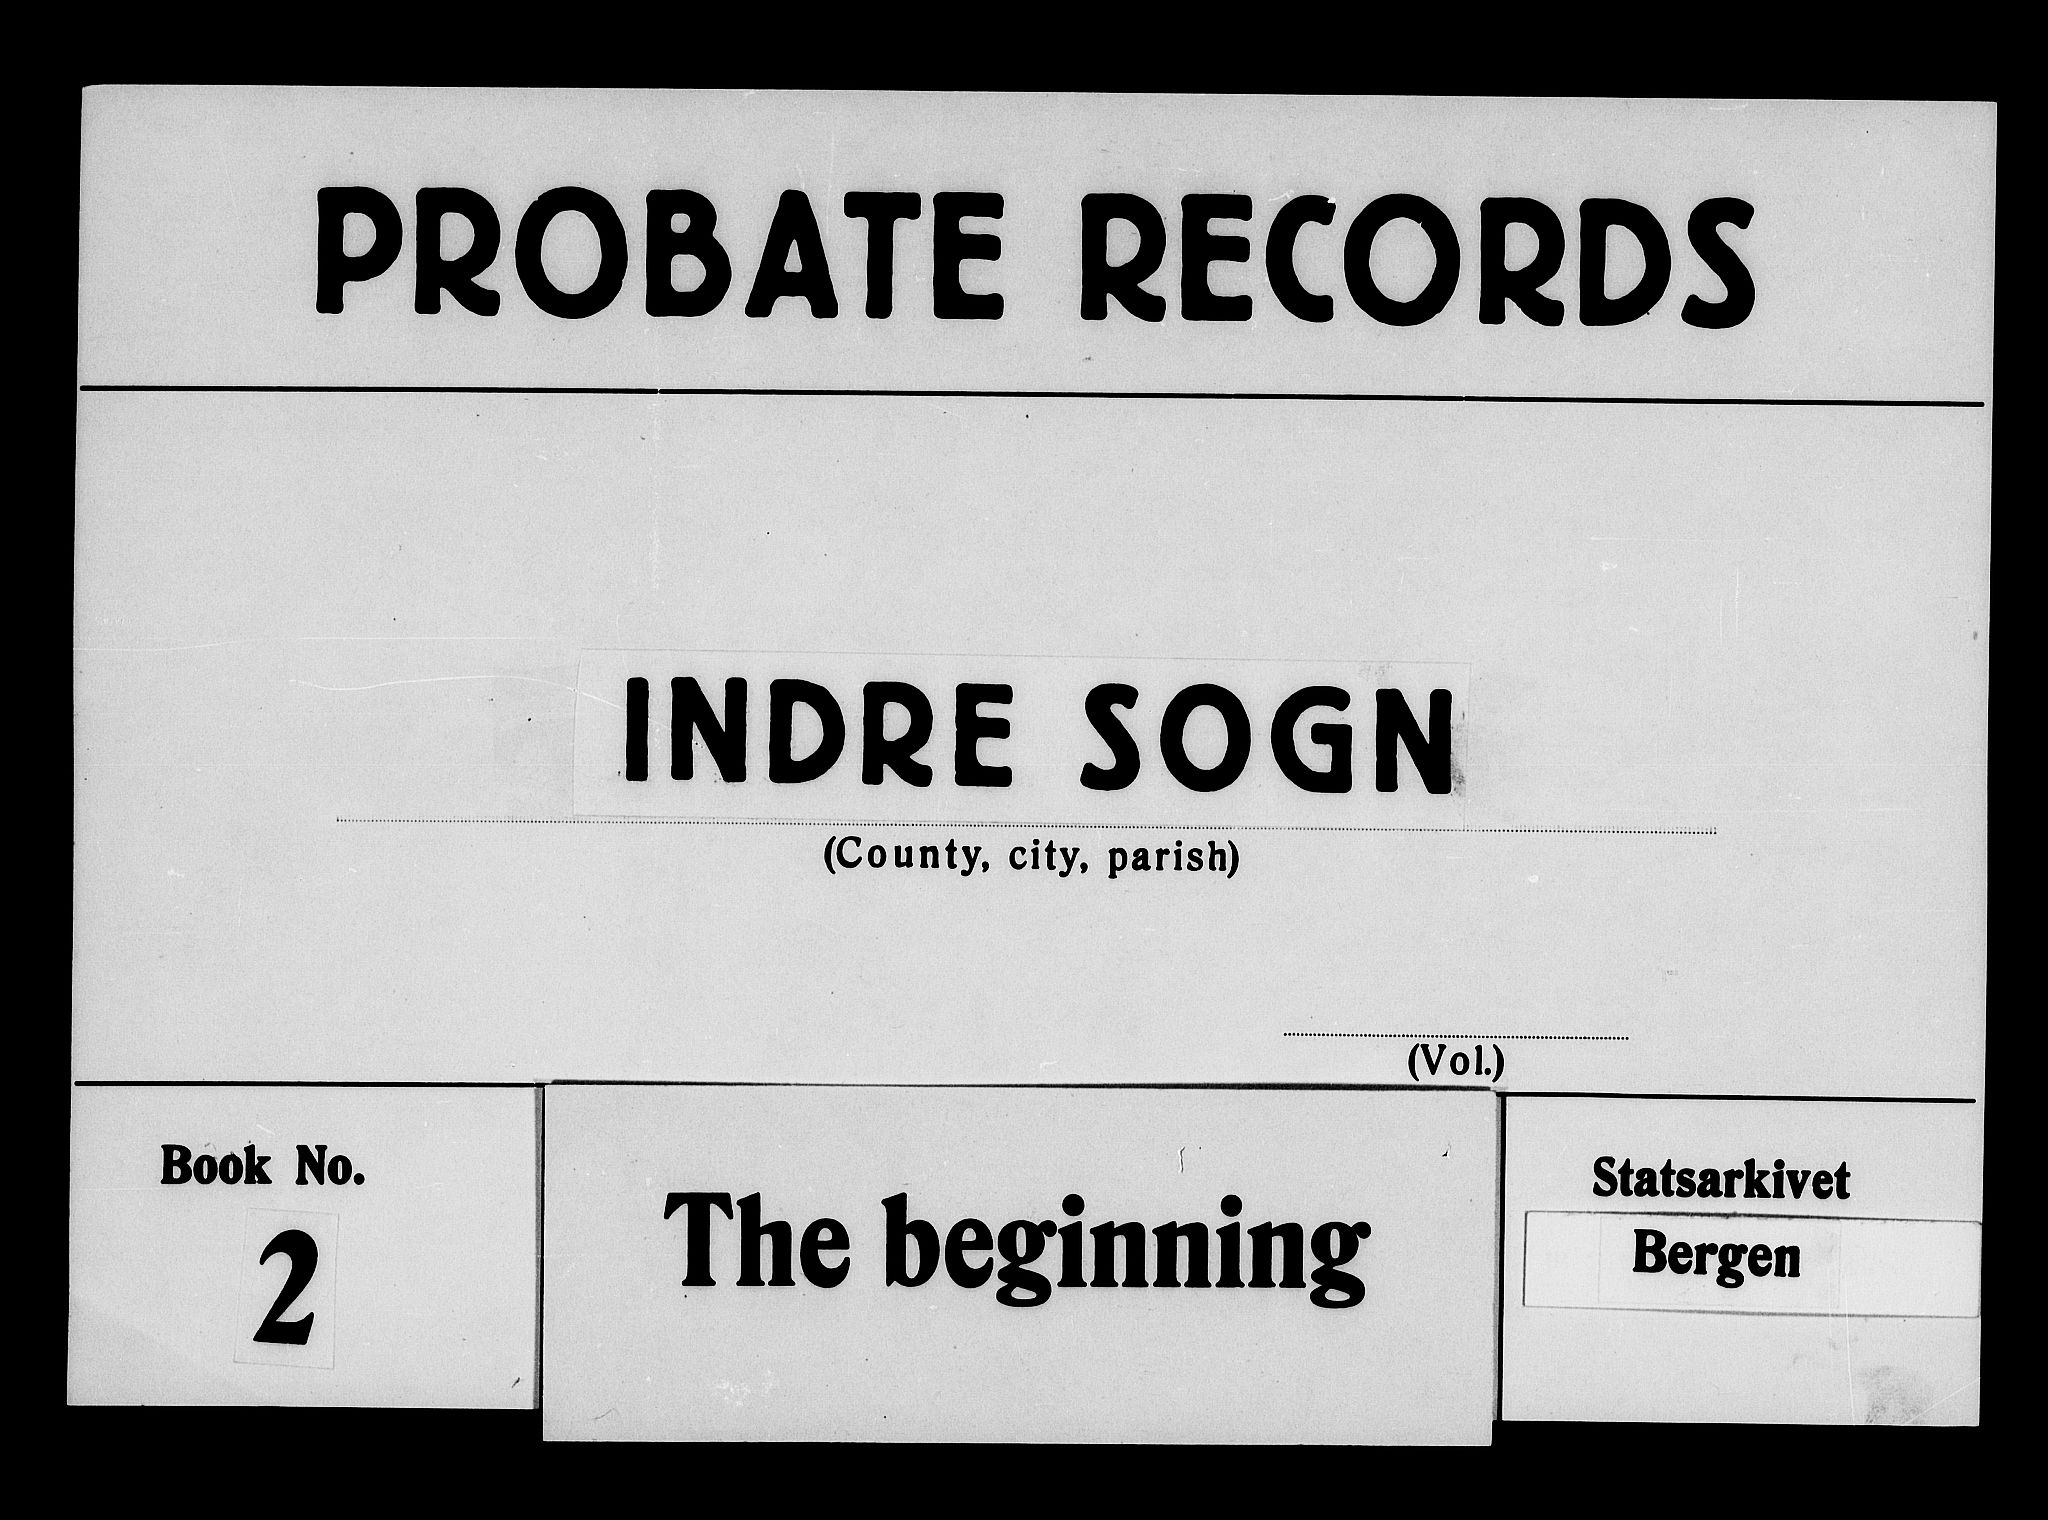 PROBATE RECORDS
INDRE SOGN
(County, city, parish)
(Vol.)
Book No.
2
The beginning
Statsarkivet
Bergen